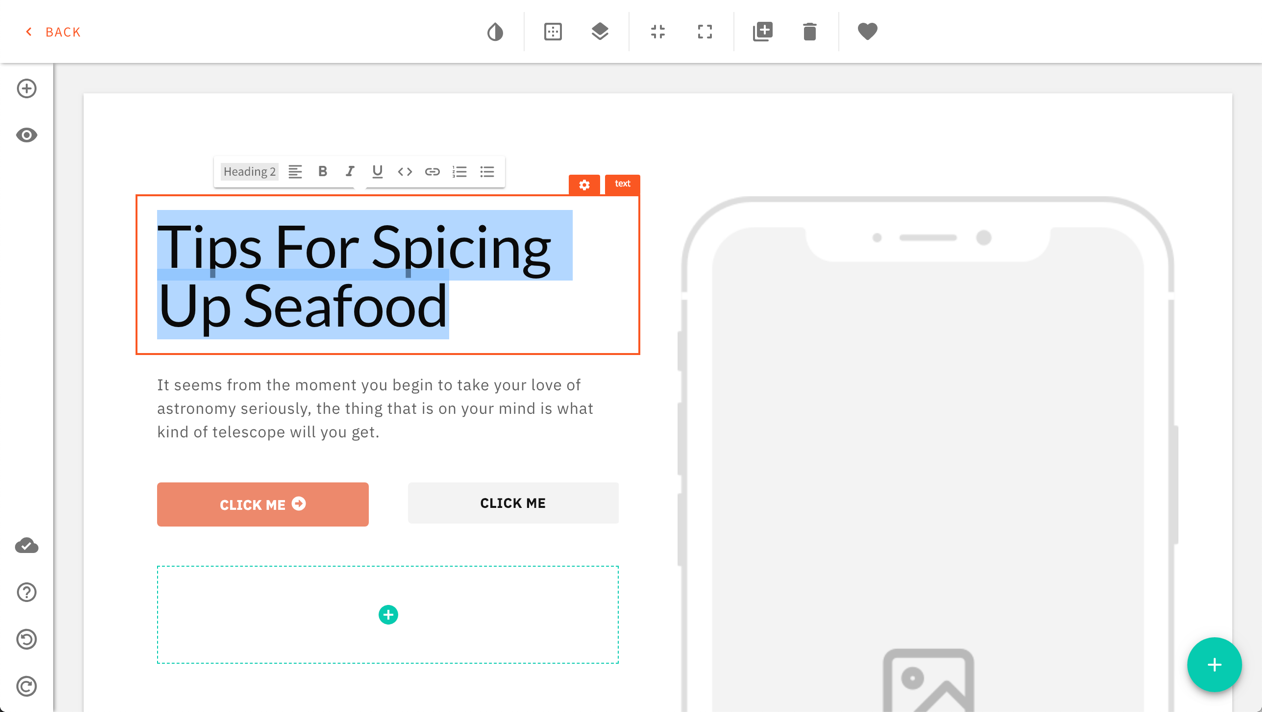 BACK
Heading 2
text
Tips For Spicing
Up Seafood
It seems from the moment you begin to take your love of
astronomy seriously, the thing that is on your mind is what
kind of telescope will you get.
CLICK ME
CLICK ME